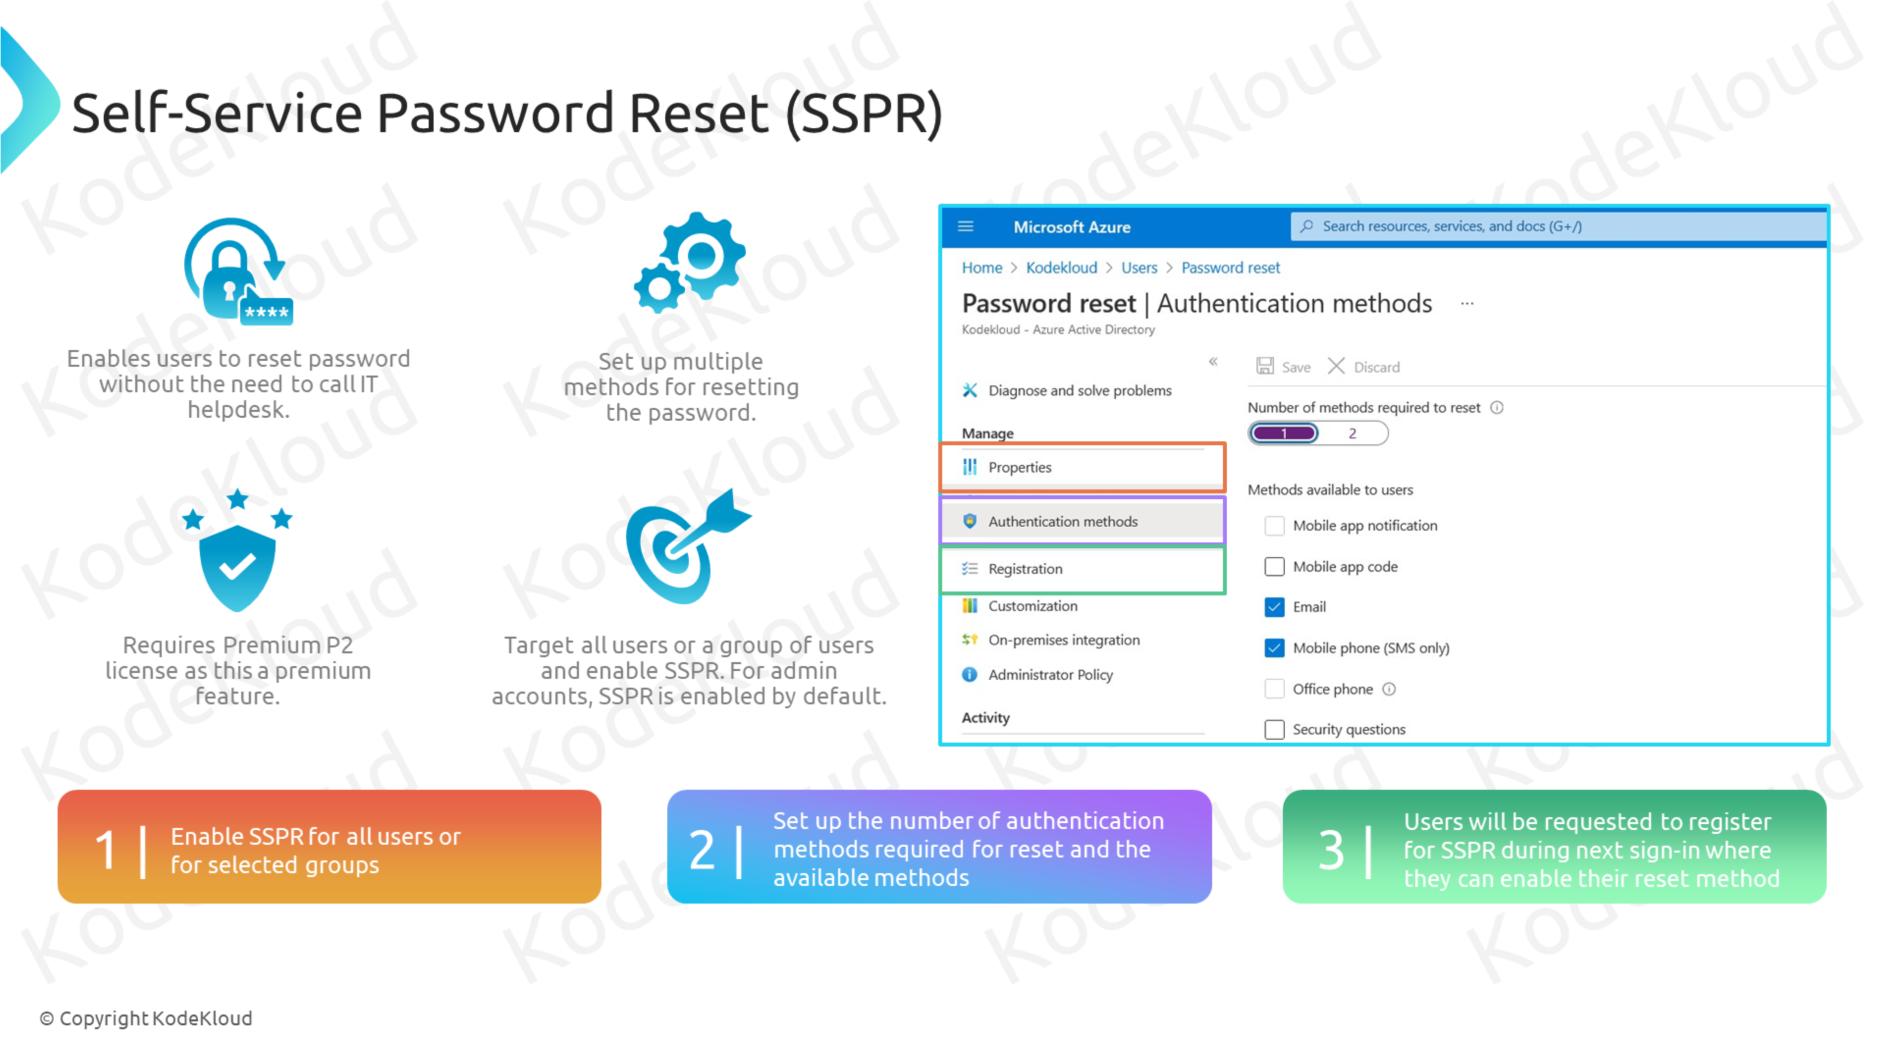 Self-Service Password Reset (SSPR)
****
Enables users to reset password
without the need to call IT
helpdesk.
Set up multiple
methods for resetting
the password.
Requires Premium P2
license as this a premium
feature.
Target all users or a group of users
and enable SSPR. For admin
accounts, SSPR is enabled by default.
Microsoft Azure
Search resources, services, and docs (G+/)
Home > Kodekloud > Users > Password reset
Password reset | Authentication methods ...
Kodekloud - Azure Active Directory
«
Save
Discard
Diagnose and solve problems
Manage
Properties
Authentication methods
Registration
Customization
On-premises integration
Administrator Policy
Activity
Number of methods required to reset
1
2
Methods available to users
Mobile app notification
Mobile app code
Email
Mobile phone (SMS only)
Office phone
Security questions
1 | Enable SSPR for all users or
for selected groups
2 | Set up the number of authentication
methods required for reset and the
available methods
3 | Users will be requested to register
for SSPR during next sign-in where
they can enable their reset method
© Copyright KodeKloud
KodeKloud